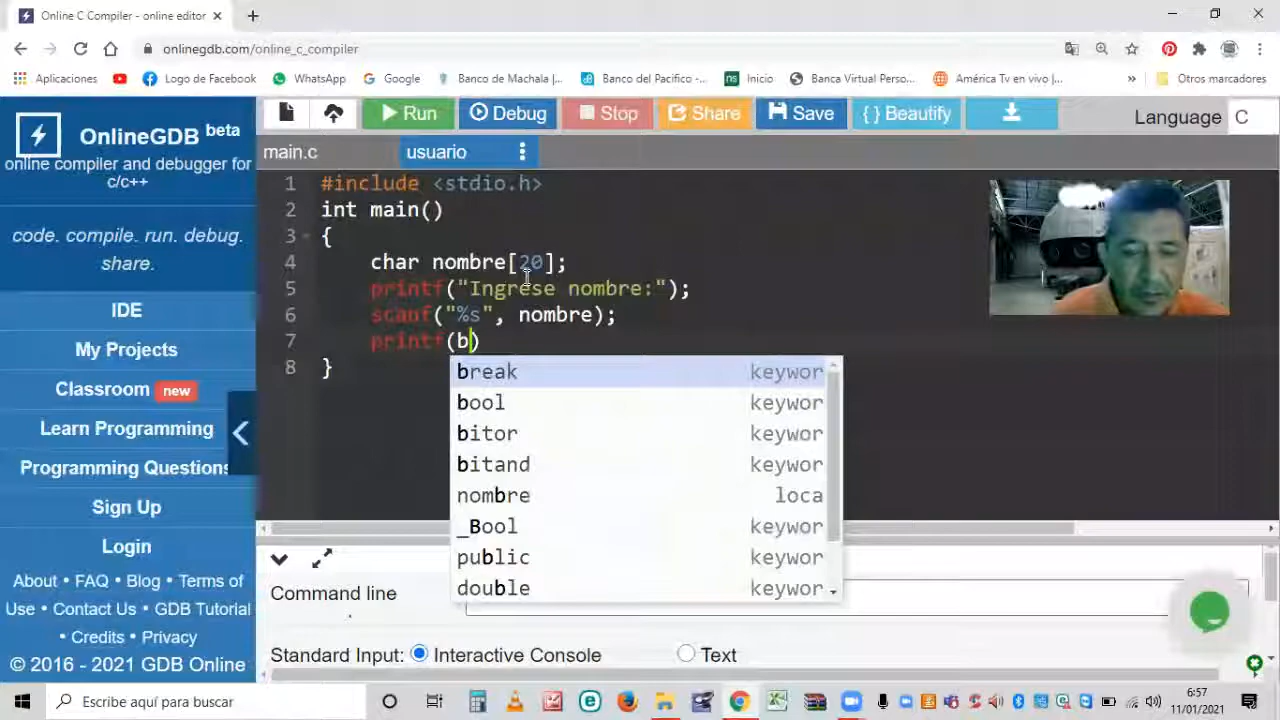 Online C Compiler - online editor
onlinegdb.com/online_c_compiler
Aplicaciones Logo de Facebook WhatsApp Google Banco de Machala |... Banco del Pacifico -... ns Inicio Banca Virtual Perso... América Tv en vivo |... » Otros marcadores
OnlineGDB beta
online compiler and debugger for
c/c++
code. compile. run. debug.
share.
IDE
My Projects
Classroom new
Learn Programming
Programming Questions
Sign Up
Login
About • FAQ • Blog • Terms of
Use • Contact Us • GDB Tutorial
• Credits • Privacy
© 2016 - 2021 GDB Online
Run Debug Stop Share Save { } Beautify Language C
main.c usuario
1 #include <stdio.h>
2 int main()
3 {
4 char nombre[20];
5 printf("Ingrese nombre:");
6 scanf("%s", nombre);
7 printf(b)
8 }
break keywor
bool keywor
bitor keywor
bitand keywor
nombre loca
_Bool keywor
public keywor
double keywor
Command line
Standard Input: Interactive Console Text
Escribe aquí para buscar
6:57
11/01/2021